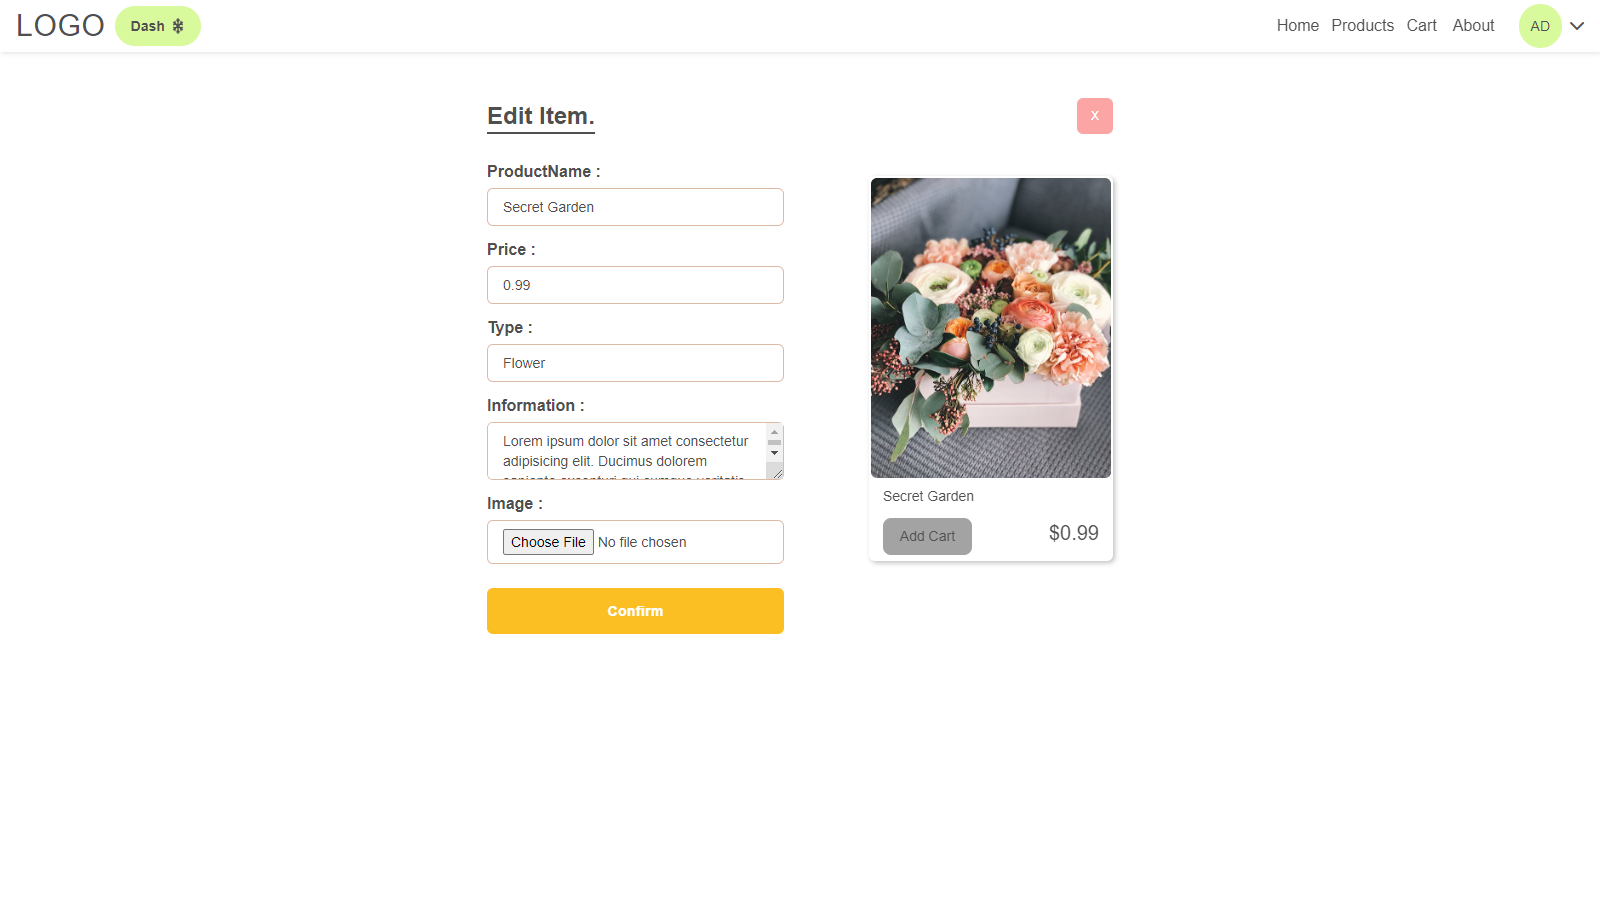 LOGO Dash Home Products Cart About AD
Edit Item. X
ProductName :
Secret Garden
Price :
0.99
Type :
Flower
Information :
Lorem ipsum dolor sit amet consectetur
adipisicing elit. Ducimus dolorem
Image :
Choose File No file chosen
Confirm
Secret Garden
Add Cart $0.99